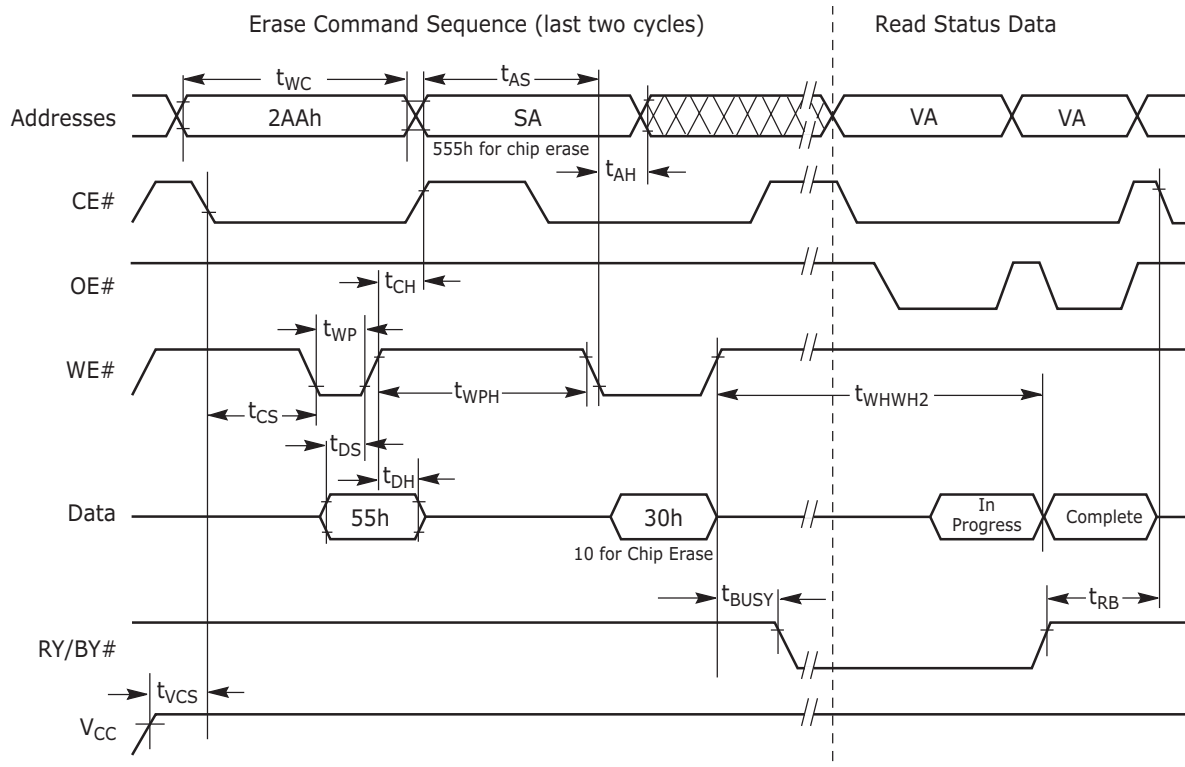 Erase Command Sequence (last two cycles)
Read Status Data
tWC
tAS
Addresses
2AAh
SA
VA
VA
555h for chip erase
tAH
CE#
OE#
tCH
tWP
WE#
tWPH
tWHWH2
tCS
tDS
tDH
Data
55h
30h
In
Progress
Complete
10 for Chip Erase
tBUSY
tRB
RY/BY#
tVCS
VCC